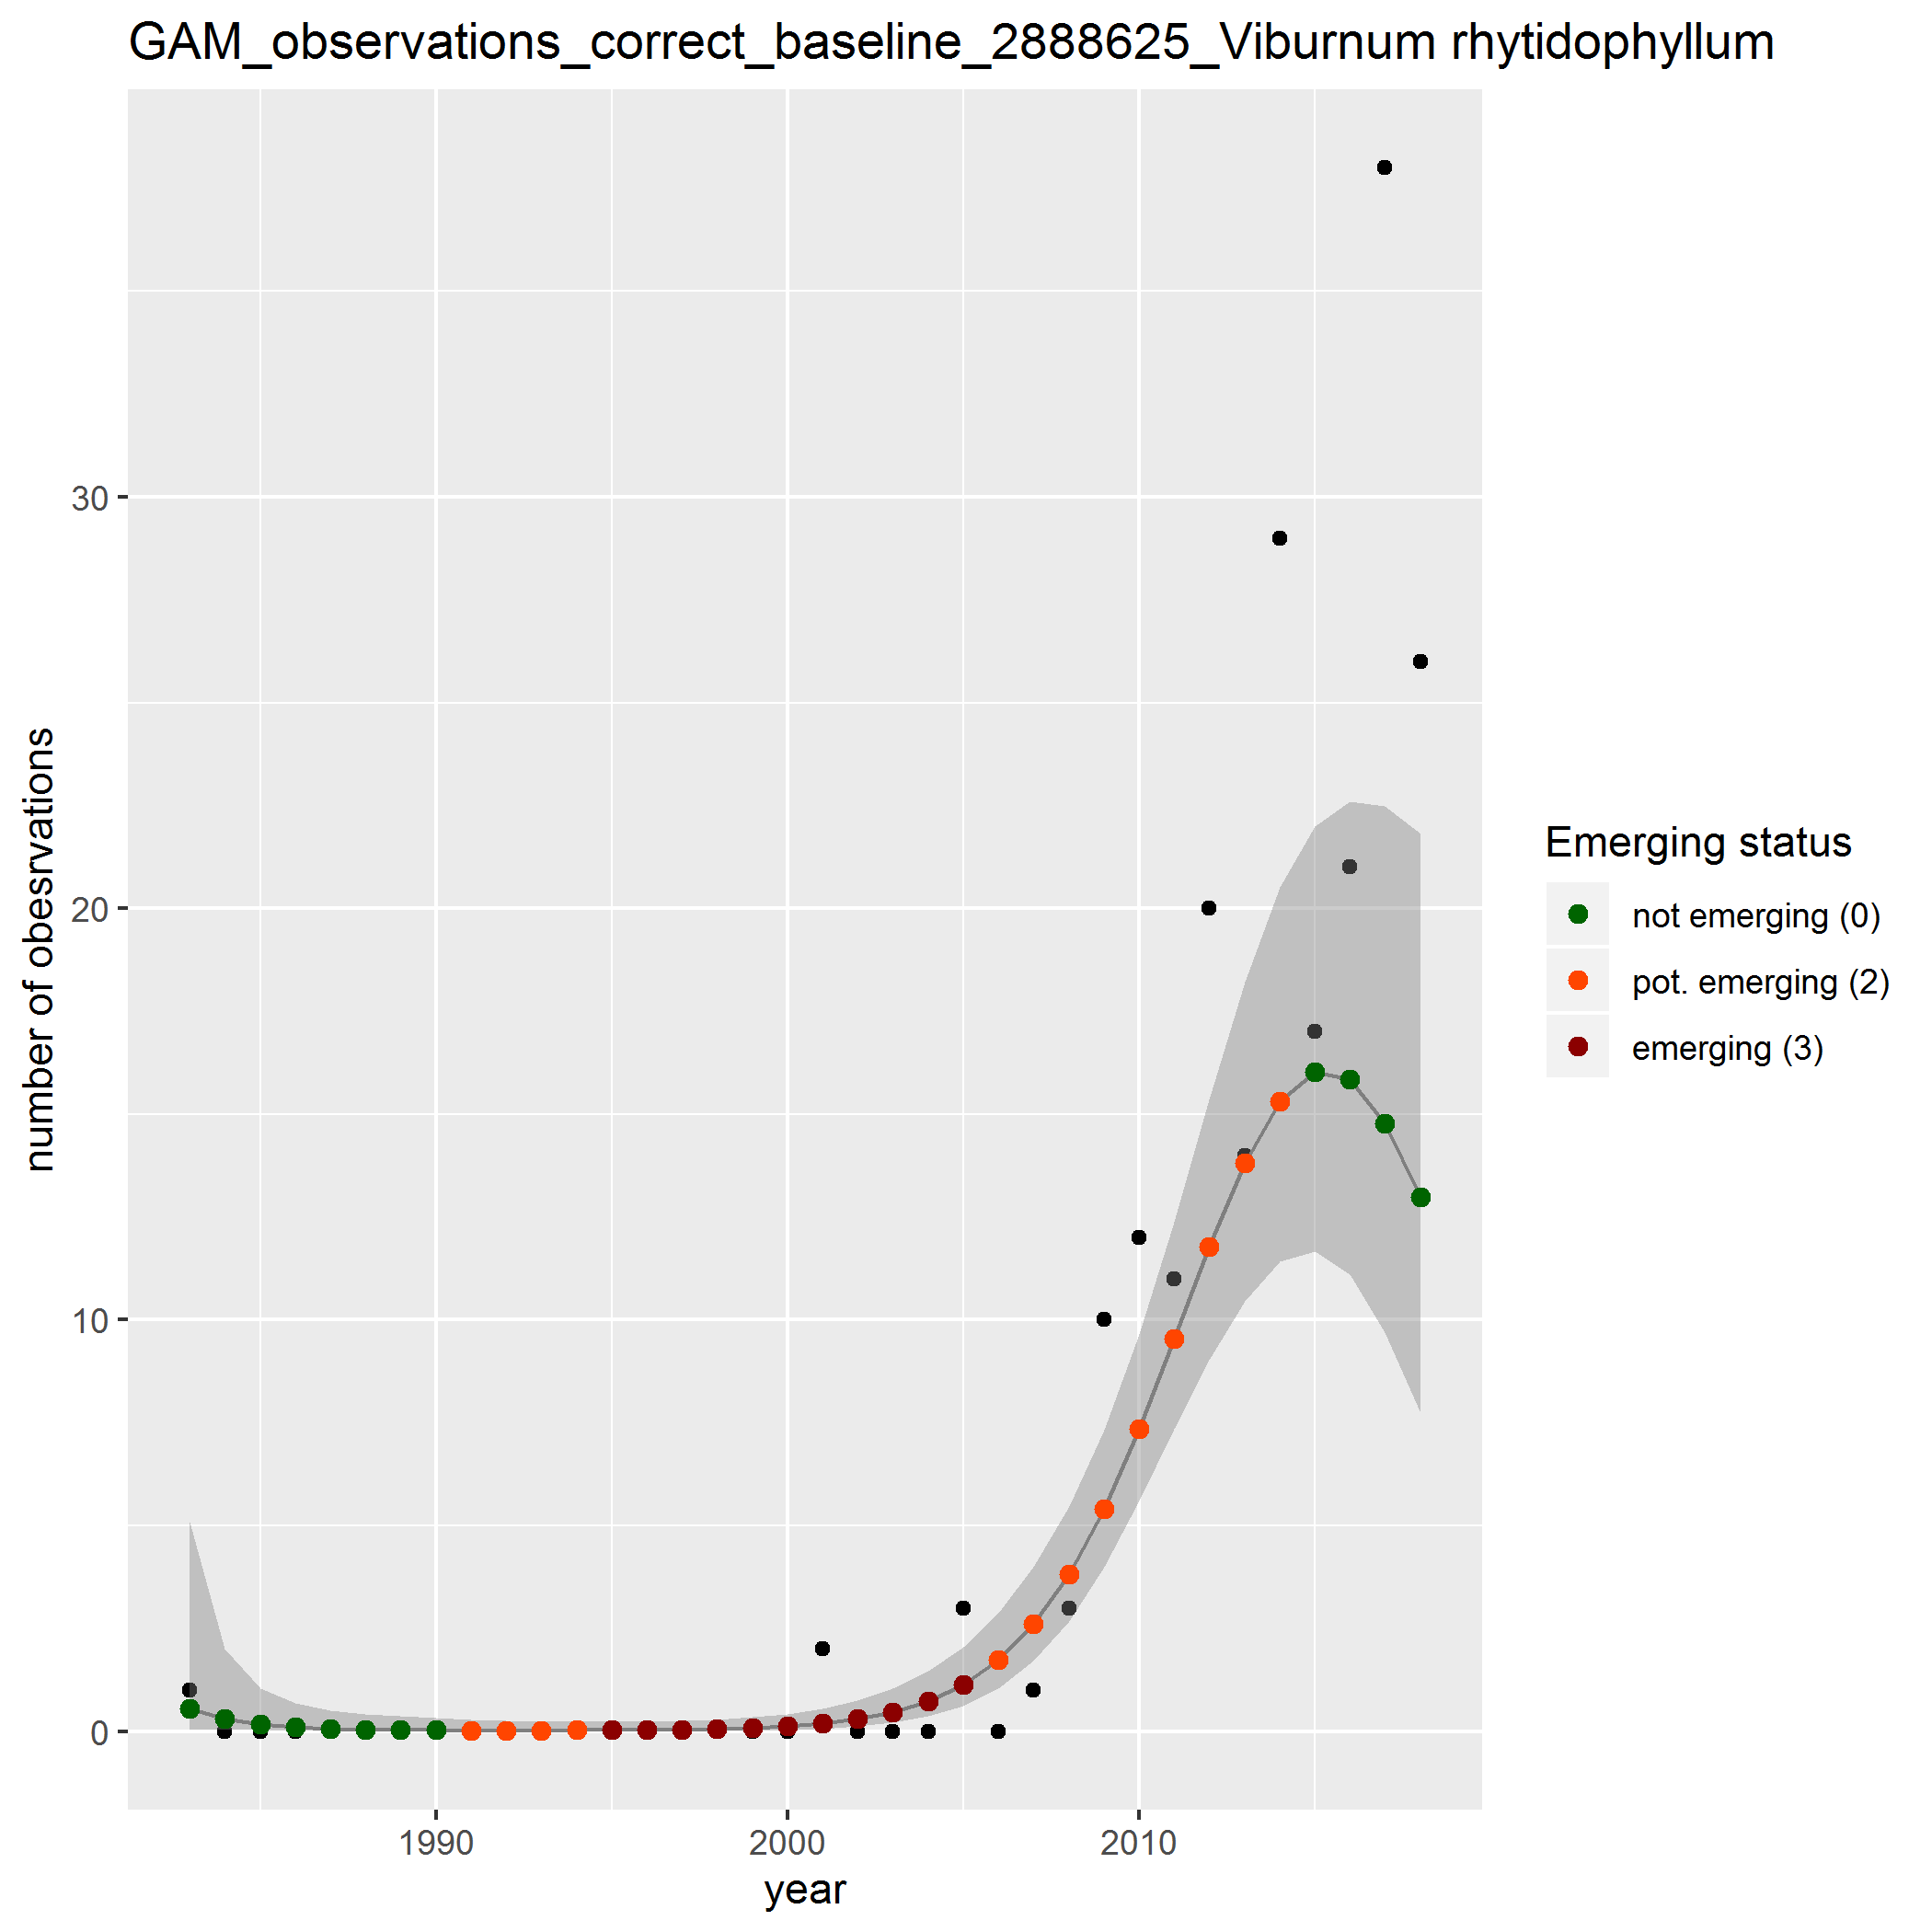 GAM_observations_correct_baseline_2888625_Viburnum rhytidophyllum
number of obesrvations
30
20
10
0
1990
2000
2010
year
Emerging status
not emerging (0)
pot. emerging (2)
emerging (3)